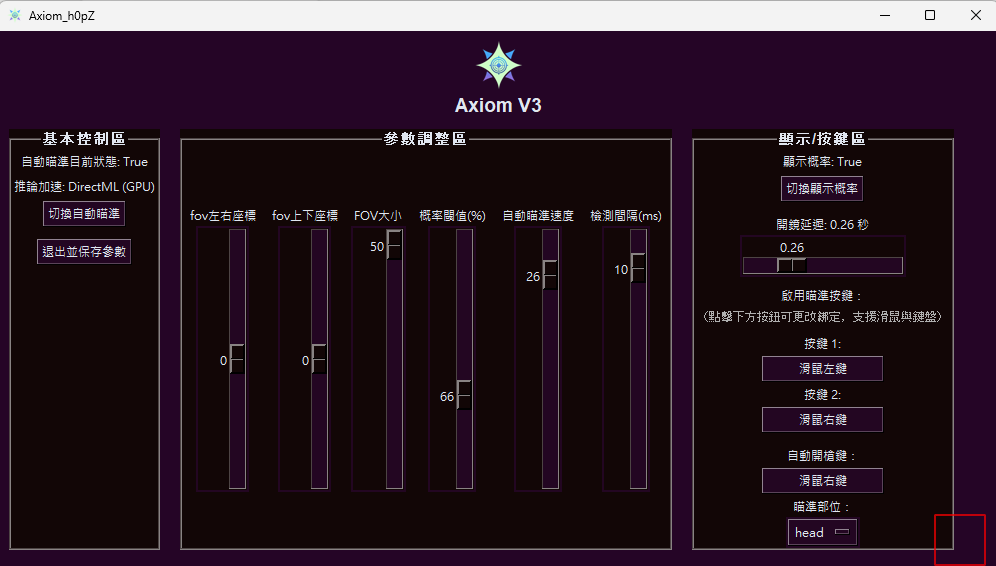 Axiom_h0pZ
Axiom V3
基本控制區
自動瞄準目前狀態: True
推論加速: DirectML (GPU)
切換自動瞄準
退出並保存參數
參數調整區
fov左右座標
0
fov上下座標
0
FOV大小
50
概率閾值(%)
66
自動瞄準速度
26
檢測間隔(ms)
10
顯示/按鍵區
顯示概率: True
切換顯示概率
開鏡延遲: 0.26 秒
0.26
啟用瞄準按鍵：
（點擊下方按鈕可更改綁定，支援滑鼠與鍵盤）
按鍵 1:
滑鼠左鍵
按鍵 2:
滑鼠右鍵
自動開槍鍵：
滑鼠右鍵
瞄準部位：
head